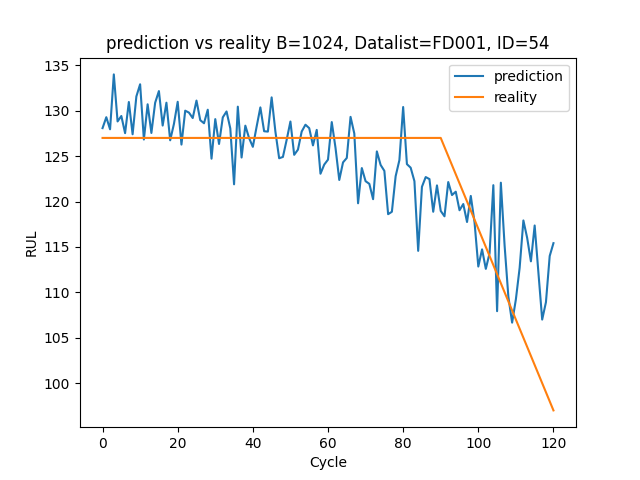 prediction vs reality B=1024, Datalist=FD001, ID=54
prediction
reality
RUL
135
130
125
120
115
110
105
100
0 20 40 60 80 100 120
Cycle